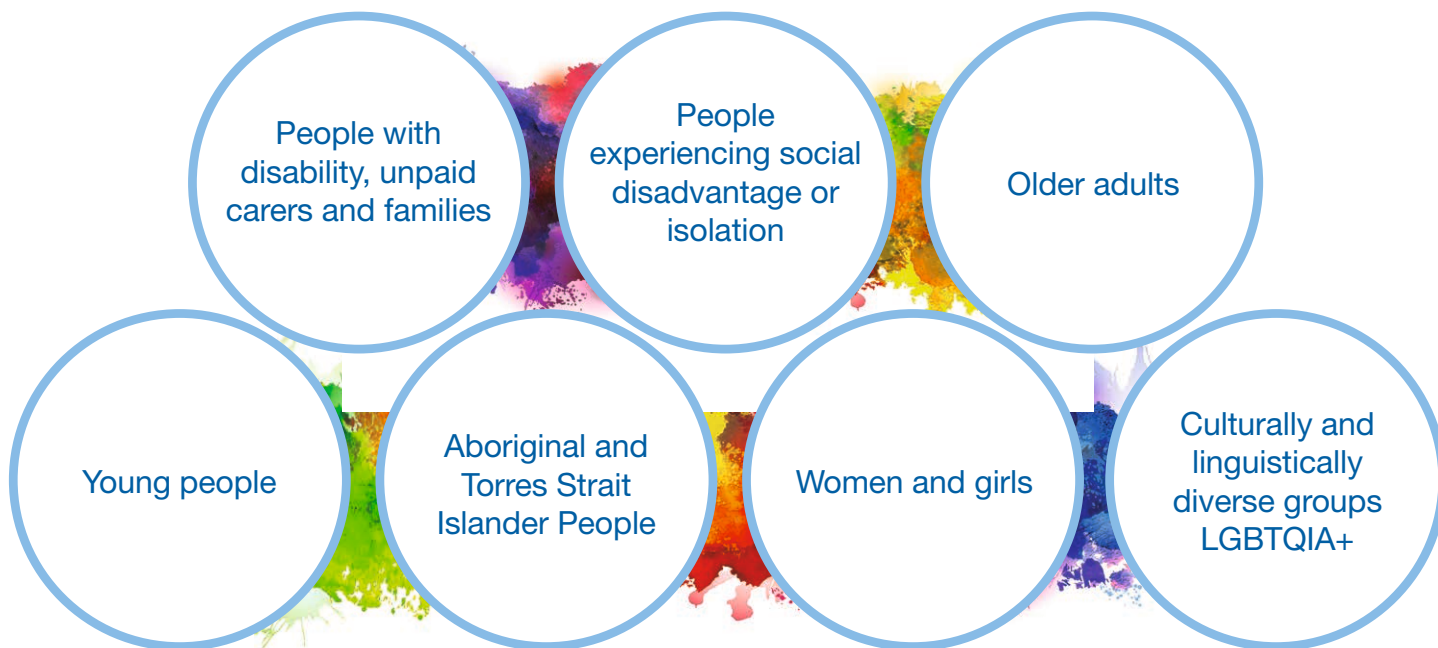 People with
disability, unpaid
carers and families
People
experiencing social
disadvantage or
isolation
Older adults
Young people
Aboriginal and
Torres Strait
Islander People
Women and girls
Culturally and
linguistically
diverse groups
LGBTQIA+